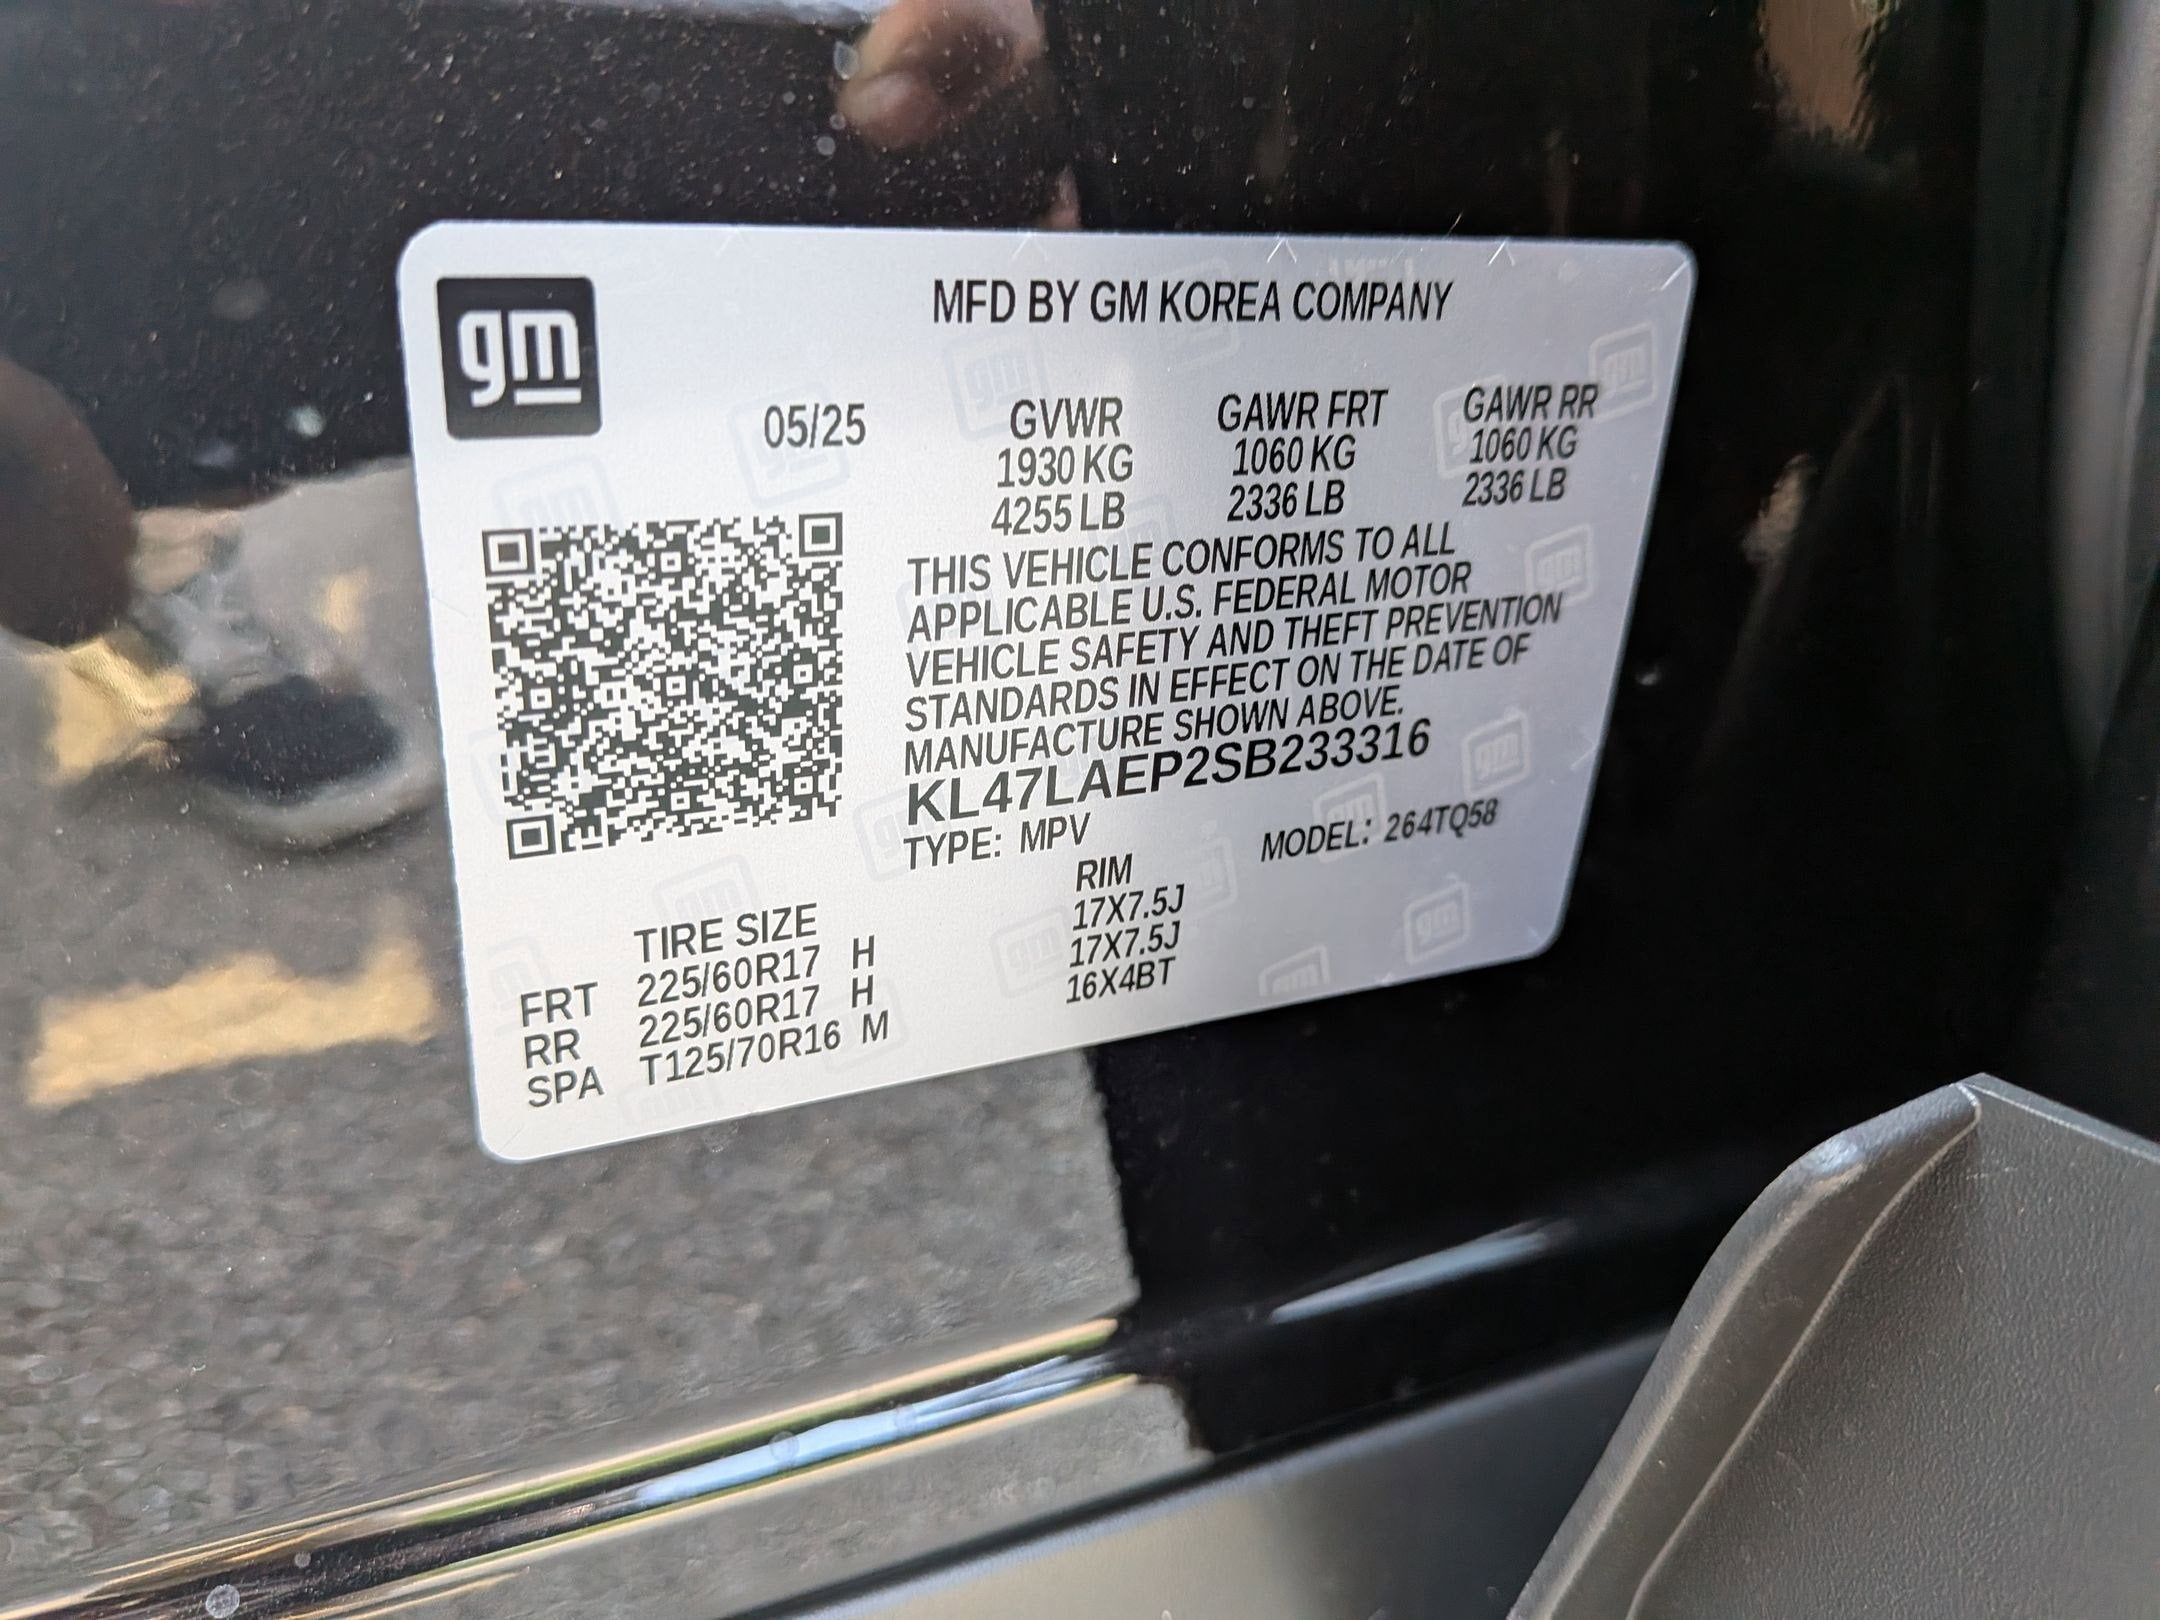 gm
MFD BY GM KOREA COMPANY
05/25 GVWR GAWR FRT GAWR RR
1930 KG 1060 KG 1060 KG
4255 LB 2336 LB 2336 LB
THIS VEHICLE CONFORMS TO ALL
APPLICABLE U.S. FEDERAL MOTOR
VEHICLE SAFETY AND THEFT PREVENTION
STANDARDS IN EFFECT ON THE DATE OF
MANUFACTURE SHOWN ABOVE.
KL47LAEP2SB233316
TYPE: MPV MODEL: 264TQ58
TIRE SIZE RIM
FRT 225/60R17 H 17X7.5J
RR 225/60R17 H 17X7.5J
SPA T125/70R16 M 16X4BT